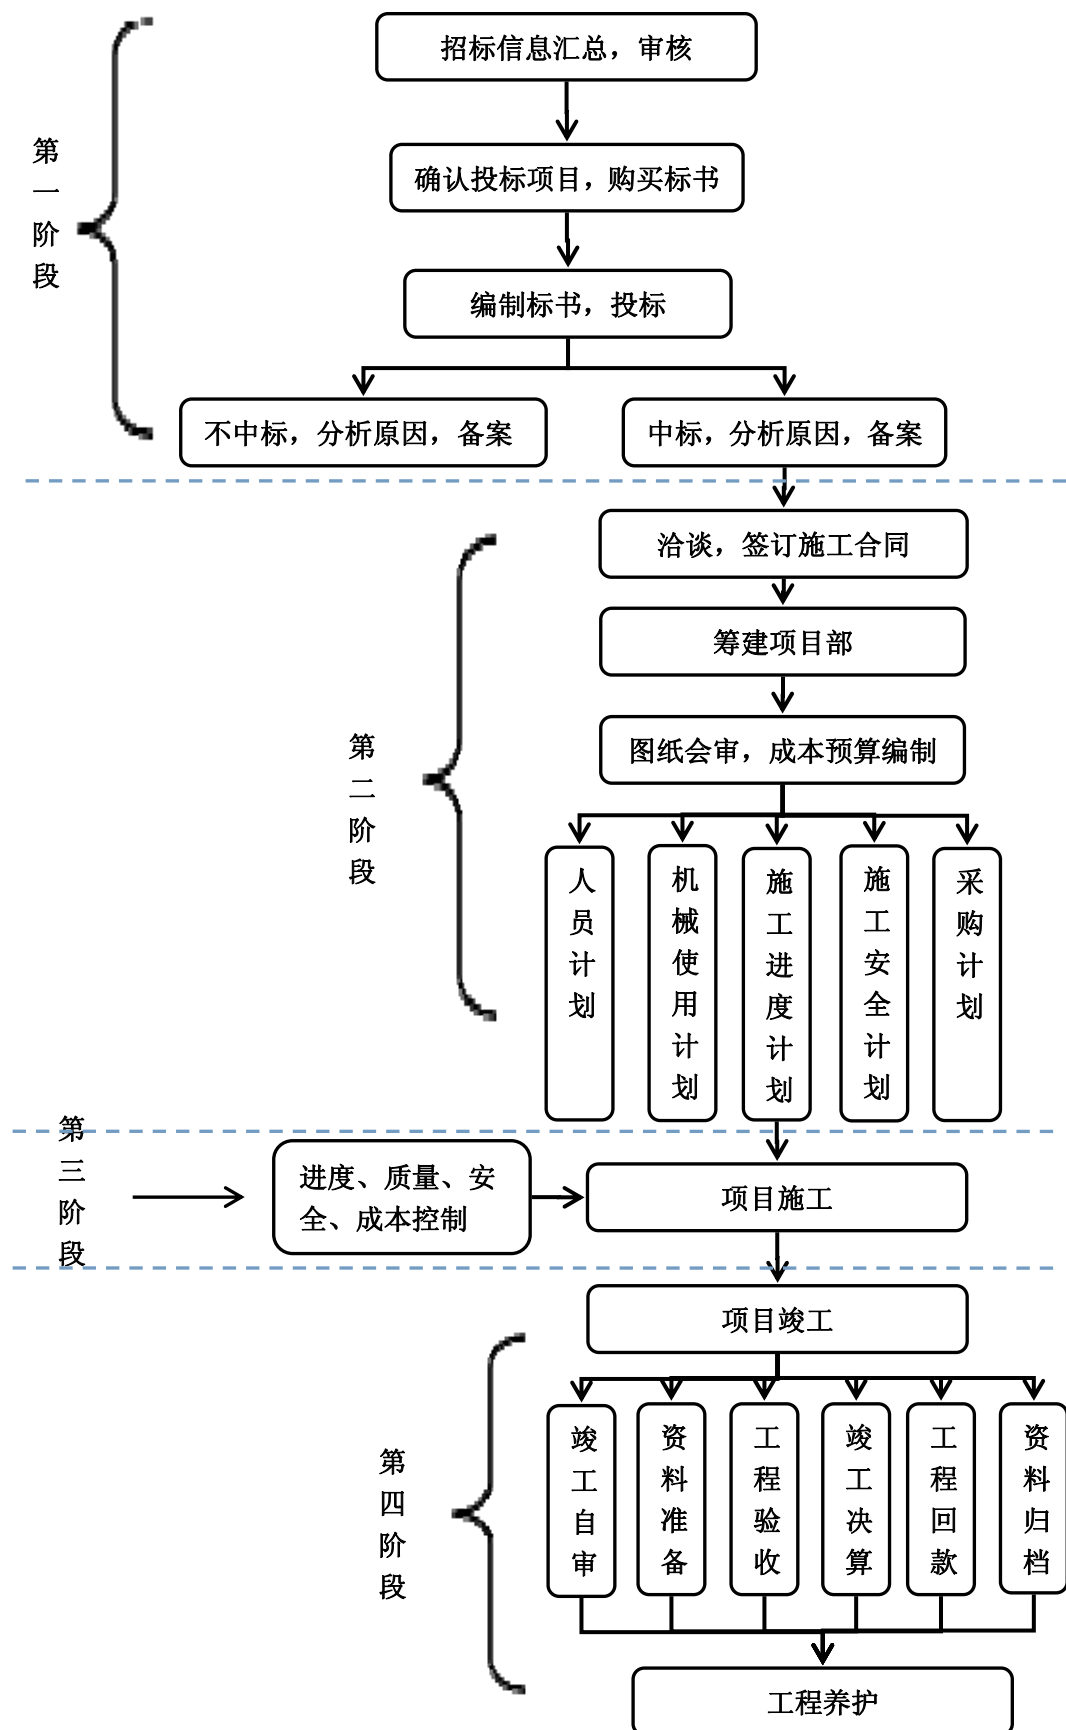 第一阶段
招标信息汇总，审核
确认投标项目，购买标书
编制标书，投标
不中标，分析原因，备案
中标，分析原因，备案
第二阶段
洽谈，签订施工合同
筹建项目部
图纸会审，成本预算编制
人员计划
机械使用计划
施工进度计划
施工安全计划
采购计划
第三阶段
进度、质量、安
全、成本控制
项目施工
第四阶段
项目竣工
竣工自审
资料准备
工程验收
竣工决算
工程回款
资料归档
工程养护